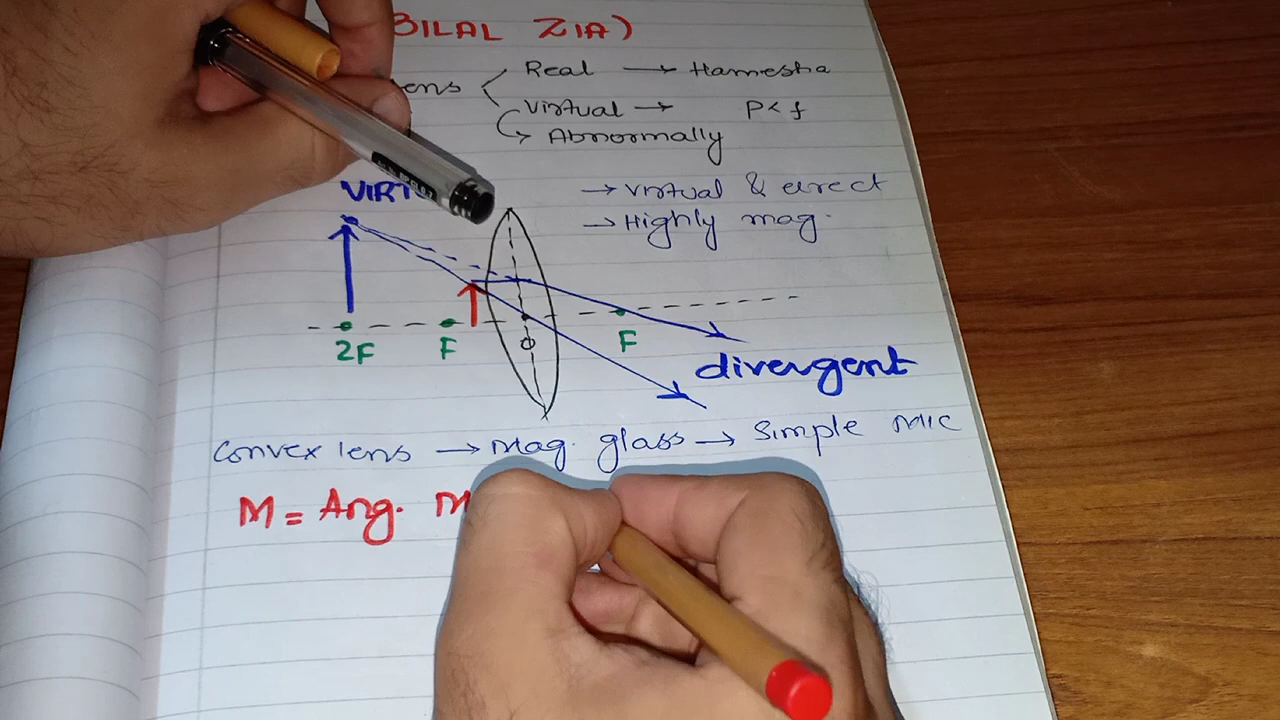 BILAL ZIA)
ens
Real → Hamesha
Virtual → P < f
→ Abnormally
→ Virtual & erect
→ Highly mag.
2F F O F
divergent
Convex lens → Mag. glass → Simple mic
M = Ang.